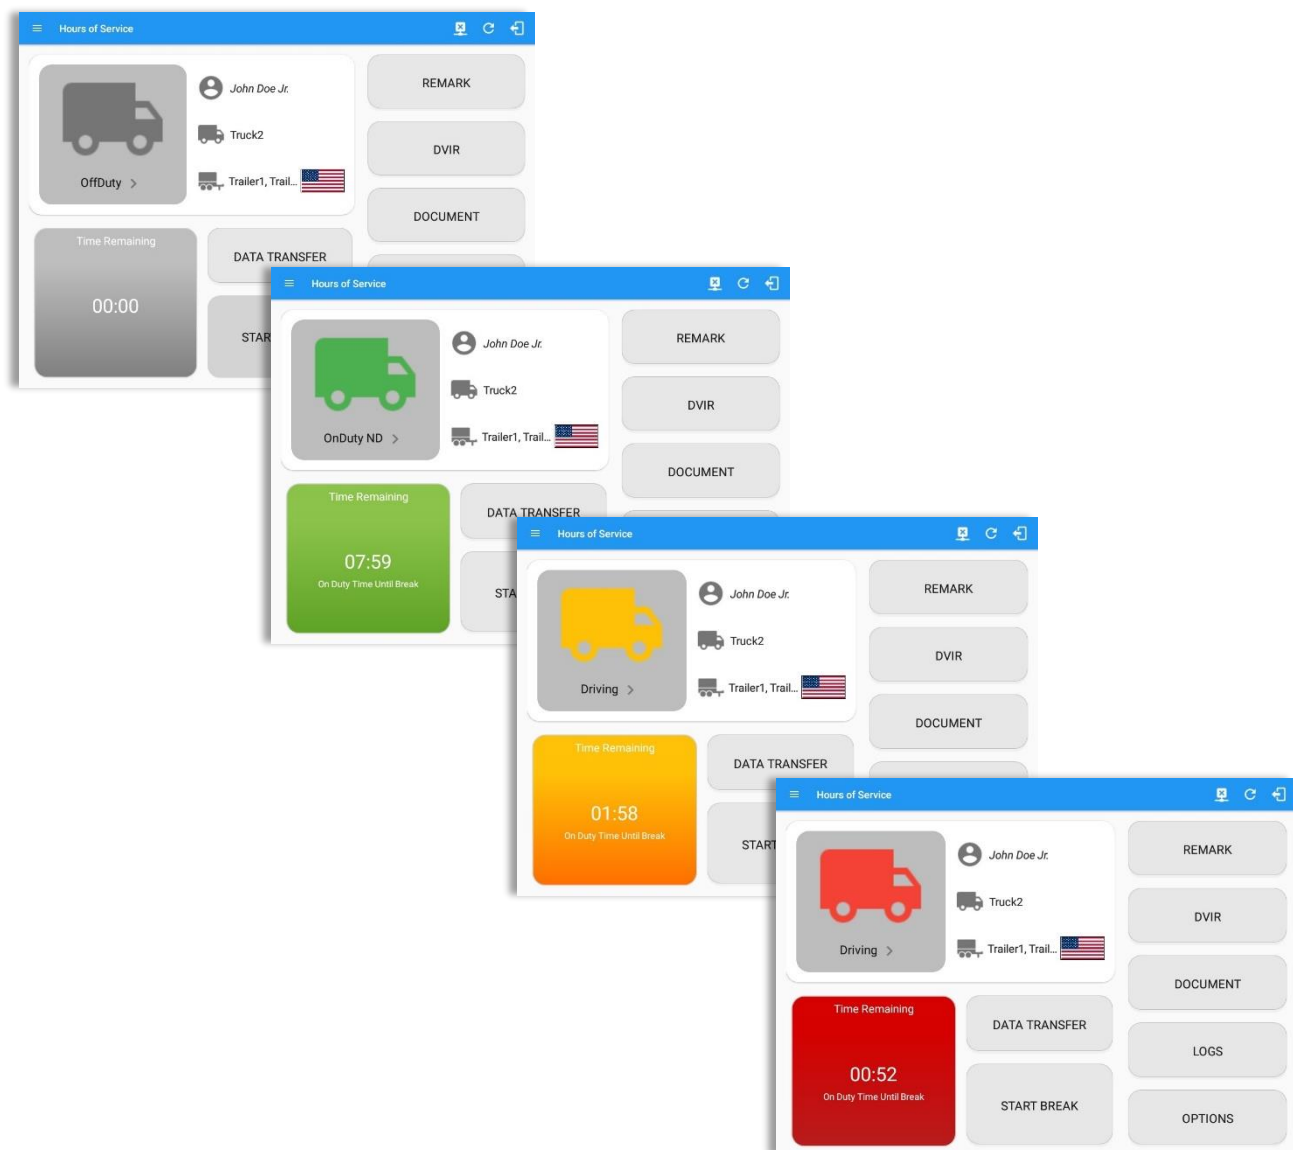 Hours of Service
John Doe Jr.
Truck2
Trailer1, Trail...
OffDuty
REMARK
DVIR
DOCUMENT
Time Remaining
00:00
DATA TRANSFER
STAR
Hours of Service
John Doe Jr.
Truck2
Trailer1, Trail...
OnDuty ND
REMARK
DVIR
DOCUMENT
Time Remaining
07:59
On Duty Time Until Break
DATA TRANSFER
STA
Hours of Service
John Doe Jr.
Truck2
Trailer1, Trail...
Driving
REMARK
DVIR
DOCUMENT
Time Remaining
01:58
On Duty Time Until Break
DATA TRANSFER
START
Hours of Service
John Doe Jr.
Truck2
Trailer1, Trail...
Driving
REMARK
DVIR
DOCUMENT
LOGS
OPTIONS
Time Remaining
00:52
On Duty Time Until Break
DATA TRANSFER
START BREAK